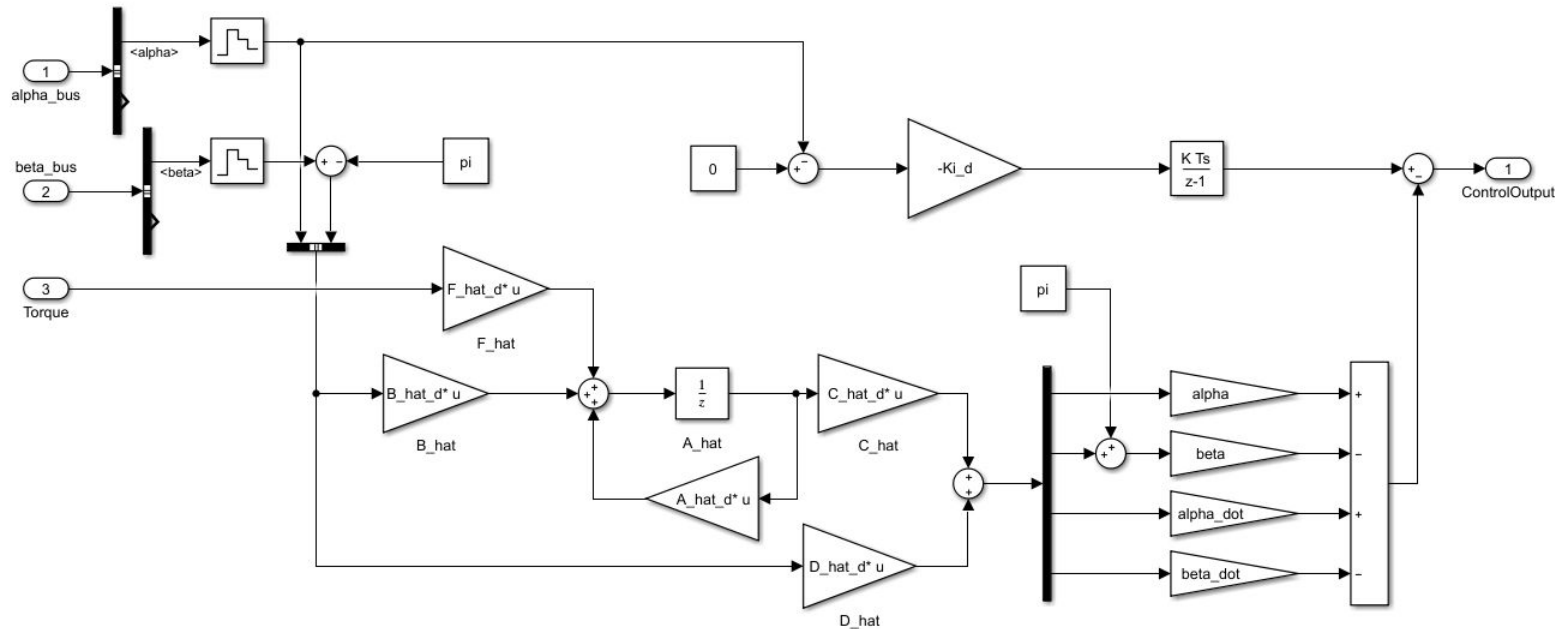 <alpha>
1
alpha_bus
beta_bus
<beta>
2
+ −
pi
0
−
+
-Ki_d
K Ts
z-1
+
−
1
ControlOutput
3
Torque
F_hat_d* u
F_hat
pi
B_hat_d* u
B_hat
+
+
+
1
z
A_hat
A_hat_d* u
C_hat_d* u
C_hat
+
+
D_hat_d* u
D_hat
+
+
alpha
+
beta
−
alpha_dot
+
beta_dot
−